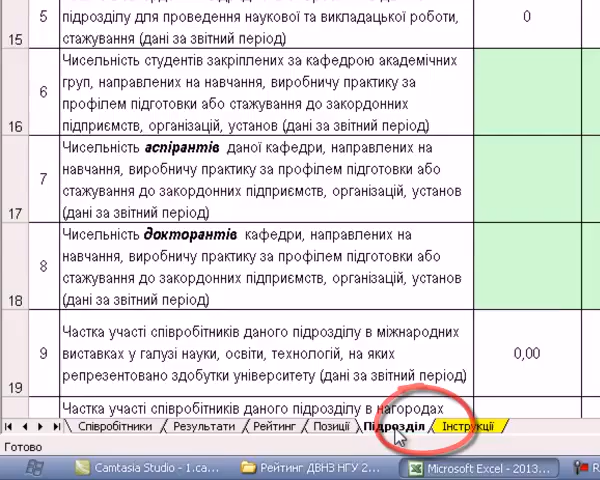 5
підрозділу для проведення наукової та викладацької роботи,
стажування (дані за звітний період)
0
15
6
Чисельність студентів закріплених за кафедрою академічних
груп, направлених на навчання, виробничу практику за
профілем підготовки або стажування до закордонних
підприємств, організацій, установ (дані за звітний період)
16
7
Чисельність аспірантів даної кафедри, направлених на
навчання, виробничу практику за профілем підготовки або
стажування до закордонних підприємств, організацій, установ
(дані за звітний період)
17
8
Чисельність докторантів кафедри, направлених на
навчання, виробничу практику за профілем підготовки або
стажування до закордонних підприємств, організацій, установ
(дані за звітний період)
18
9
Частка участі співробітників даного підрозділу в міжнародних
виставках у галузі науки, освіти, технологій, на яких
репрезентовано здобутки університету (дані за звітний період)
0,00
19
Частка участі співробітників даного підрозділу в нагородах
Співробітники Результати Рейтинг Позиції Підрозділ Інструкції
Готово
Camtasia Studio - 1.ca... Рейтинг ДВНЗ НГУ 2... Microsoft Excel - 2013... R